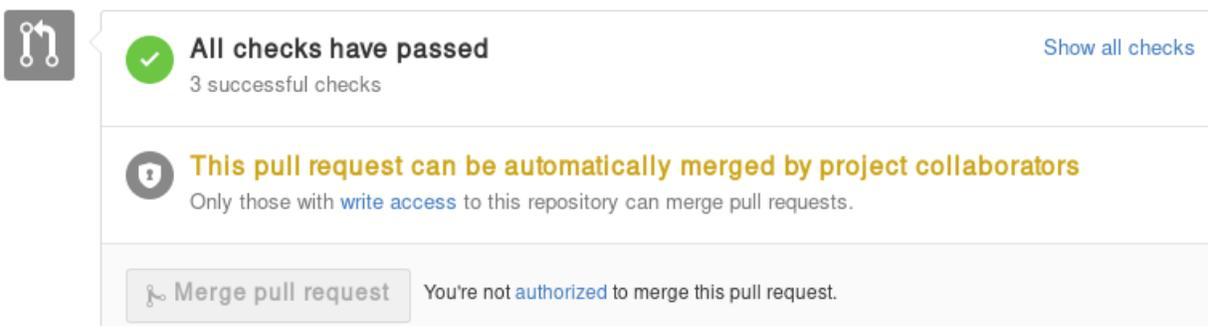 All checks have passed
Show all checks
3 successful checks
This pull request can be automatically merged by project collaborators
Only those with write access to this repository can merge pull requests.
Merge pull request
You're not authorized to merge this pull request.